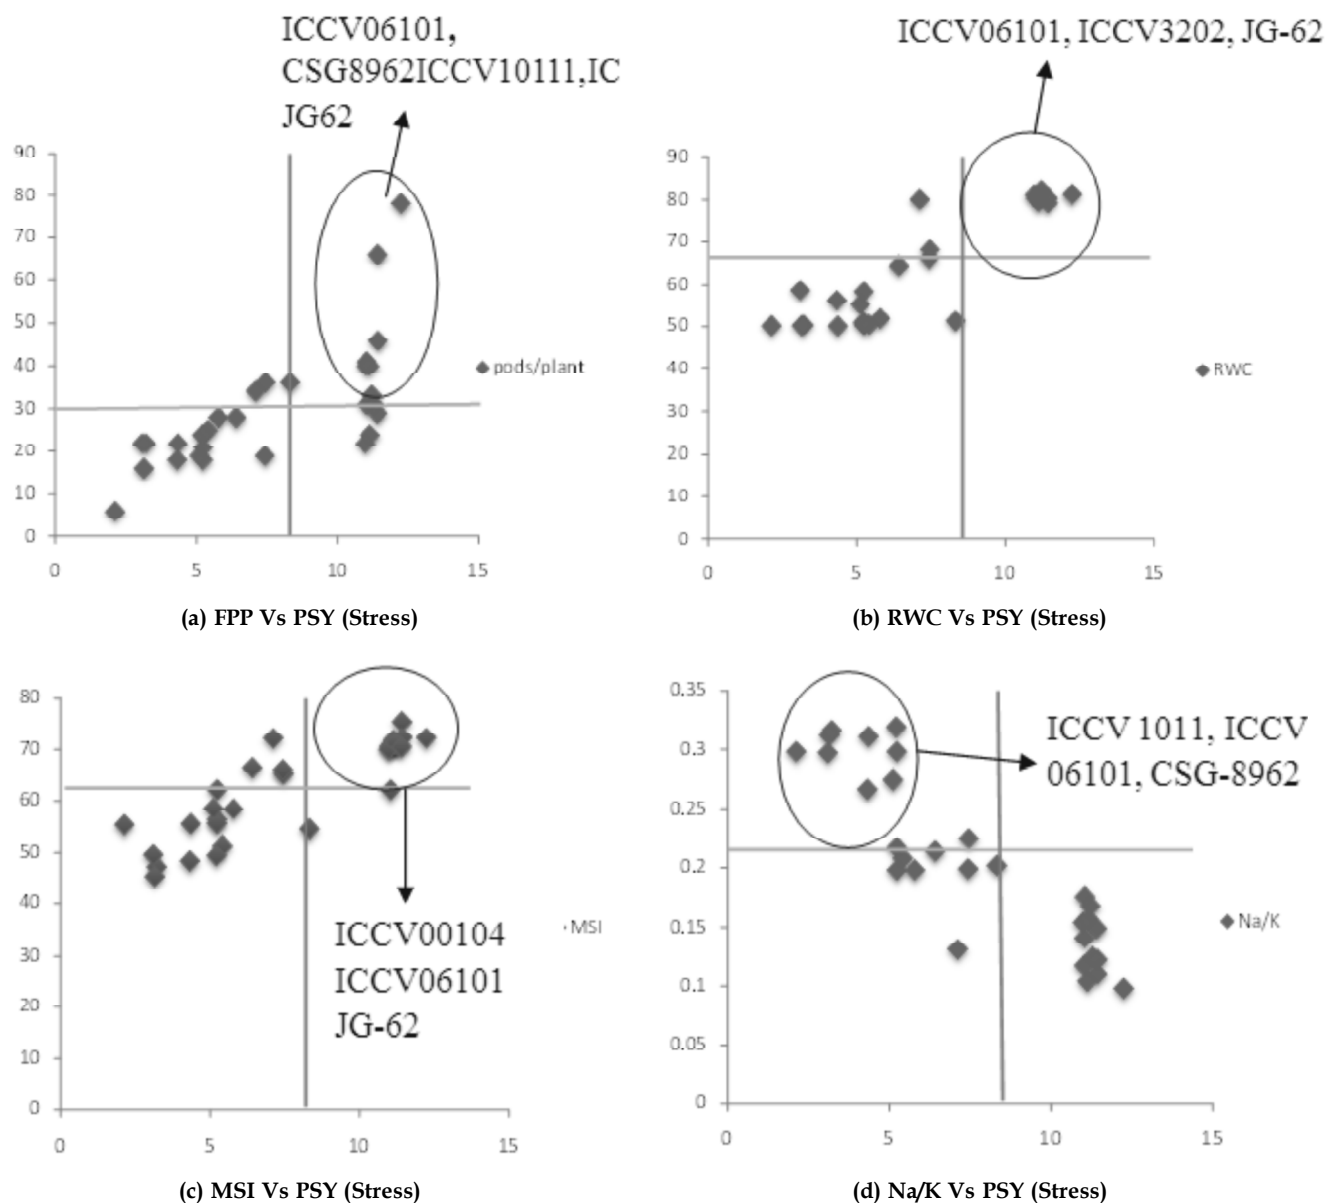 ICCV06101,
CSG8962ICCV10111,IC
JG62
90
80
70
60
50
40
30
20
10
0
0 5 10 15
pods/plant
(a) FPP Vs PSY (Stress)
ICCV06101, ICCV3202, JG-62
90
80
70
60
50
40
30
20
10
0
0 5 10 15
RWC
(b) RWC Vs PSY (Stress)
80
70
60
50
40
30
20
10
0
0 5 10 15
MSI
ICCV00104
ICCV06101
JG-62
(c) MSI Vs PSY (Stress)
0.35
0.3
0.25
0.2
0.15
0.1
0.05
0
0 5 10 15
ICCV 1011, ICCV
06101, CSG-8962
Na/K
(d) Na/K Vs PSY (Stress)